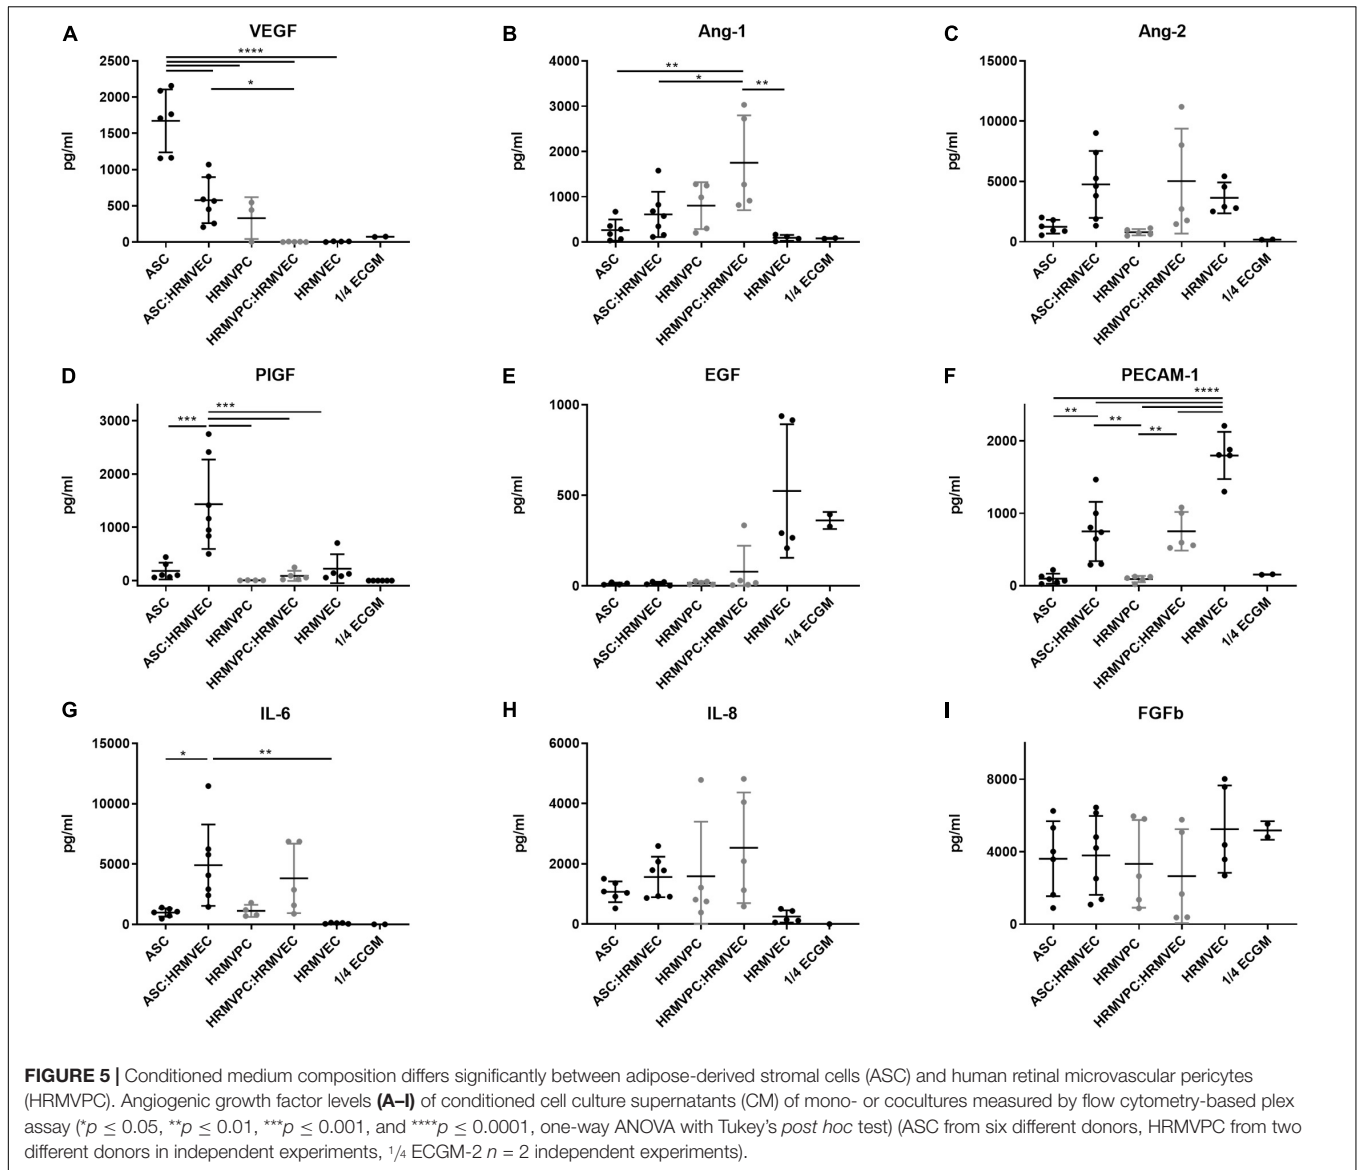 A VEGF
B Ang-1
C Ang-2
pg/ml
2500
2000
1500
1000
500
0
****
*
ASC
ASC:HRMVEC
HRMVPC
HRMVPC:HRMVEC
HRMVEC
1/4 ECGM
pg/ml
4000
3000
2000
1000
0
**
*
**
ASC
ASC:HRMVEC
HRMVPC
HRMVPC:HRMVEC
HRMVEC
1/4 ECGM
pg/ml
15000
10000
5000
0
ASC
ASC:HRMVEC
HRMVPC
HRMVPC:HRMVEC
HRMVEC
1/4 ECGM
D PlGF
E EGF
F PECAM-1
pg/ml
3000
2000
1000
0
***
***
ASC
ASC:HRMVEC
HRMVPC
HRMVPC:HRMVEC
HRMVEC
1/4 ECGM
pg/ml
1000
500
0
ASC
ASC:HRMVEC
HRMVPC
HRMVPC:HRMVEC
HRMVEC
1/4 ECGM
pg/ml
2000
1000
0
****
**
**
**
ASC
ASC:HRMVEC
HRMVPC
HRMVPC:HRMVEC
HRMVEC
1/4 ECGM
G IL-6
H IL-8
I FGFb
pg/ml
15000
10000
5000
0
*
**
ASC
ASC:HRMVEC
HRMVPC
HRMVPC:HRMVEC
HRMVEC
1/4 ECGM
pg/ml
6000
4000
2000
0
ASC
ASC:HRMVEC
HRMVPC
HRMVPC:HRMVEC
HRMVEC
1/4 ECGM
pg/ml
8000
4000
0
ASC
ASC:HRMVEC
HRMVPC
HRMVPC:HRMVEC
HRMVEC
1/4 ECGM
FIGURE 5 | Conditioned medium composition differs significantly between adipose-derived stromal cells (ASC) and human retinal microvascular pericytes
(HRMVPC). Angiogenic growth factor levels (A–I) of conditioned cell culture supernatants (CM) of mono- or cocultures measured by flow cytometry-based plex
assay (*p ≤ 0.05, **p ≤ 0.01, ***p ≤ 0.001, and ****p ≤ 0.0001, one-way ANOVA with Tukey's post hoc test) (ASC from six different donors, HRMVPC from two
different donors in independent experiments, 1/4 ECGM-2 n = 2 independent experiments).